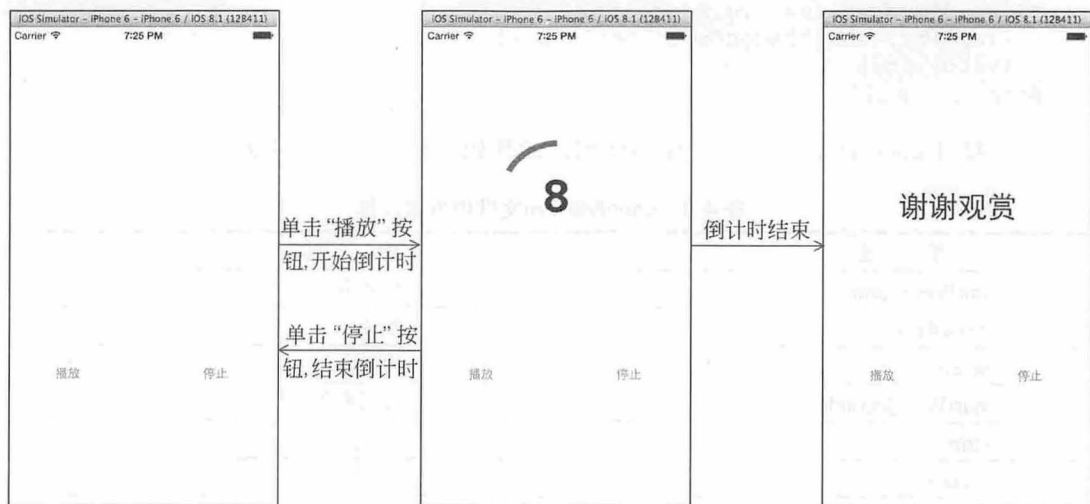 iOS Simulator – iPhone 6 – iPhone 6 / iOS 8.1 (12B411)
Carrier
7:25 PM
播放
停止
单击“播放”按
钮,开始倒计时
单击“停止”按
钮,结束倒计时
iOS Simulator – iPhone 6 – iPhone 6 / iOS 8.1 (12B411)
Carrier
7:25 PM
8
播放
停止
倒计时结束
iOS Simulator – iPhone 6 – iPhone 6 / iOS 8.1 (12B411)
Carrier
7:25 PM
谢谢观赏
播放
停止